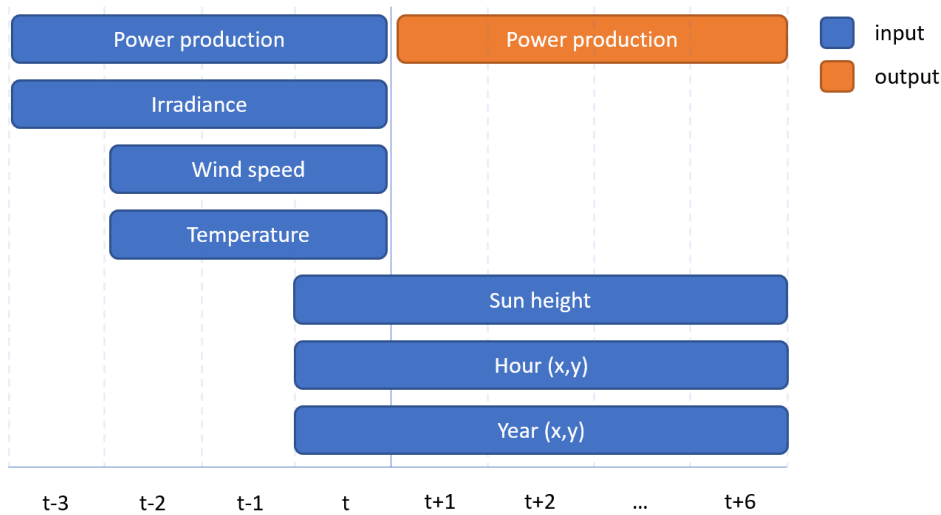 Power production
Power production
input
output
Irradiance
Wind speed
Temperature
Sun height
Hour (x,y)
Year (x,y)
t-3
t-2
t-1
t
t+1
t+2
...
t+6